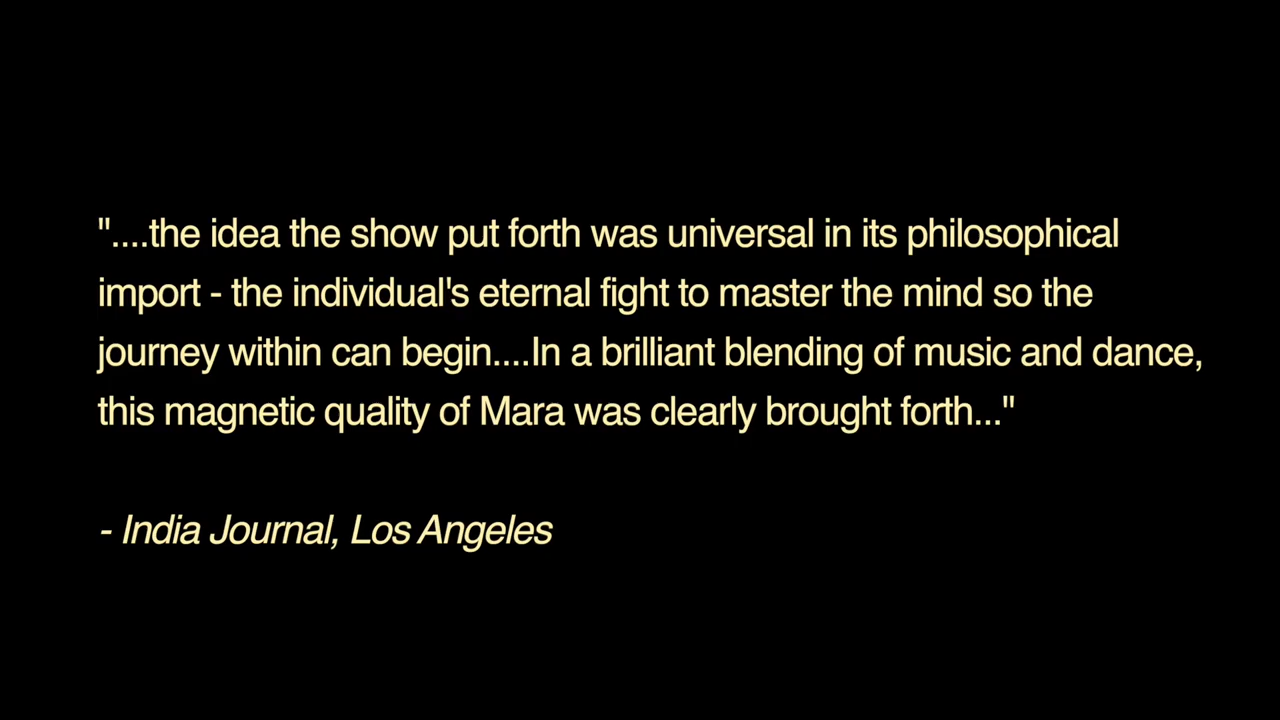 "....the idea the show put forth was universal in its philosophical
import - the individual's eternal fight to master the mind so the
journey within can begin....In a brilliant blending of music and dance,
this magnetic quality of Mara was clearly brought forth..."
- India Journal, Los Angeles